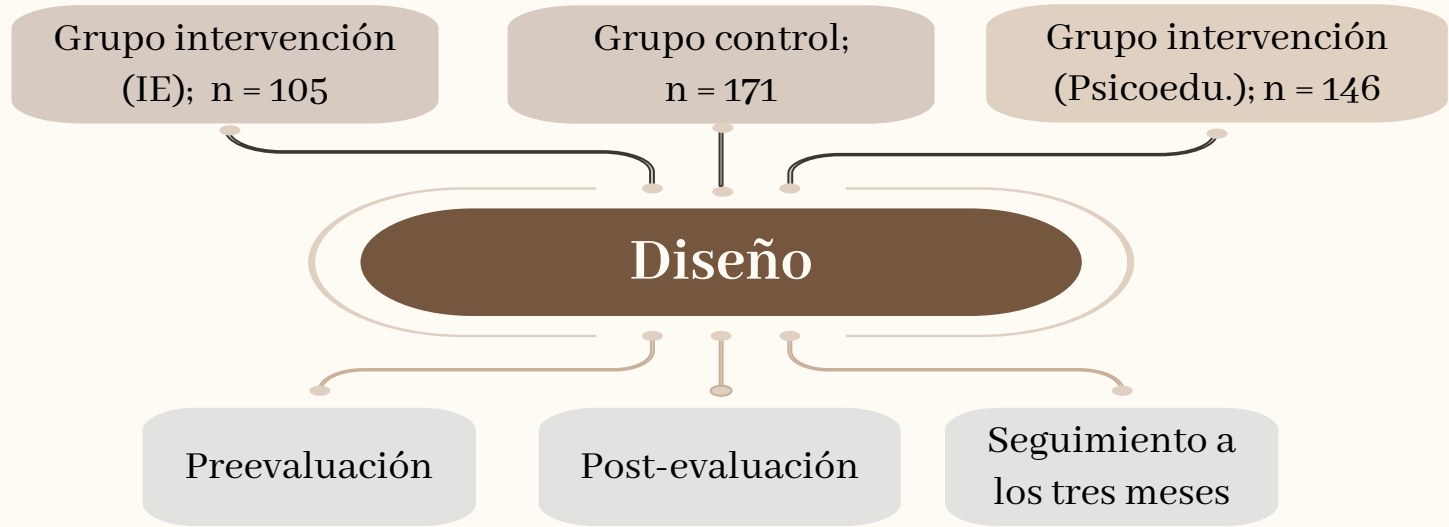 Grupo intervención
(IE); n = 105
Grupo control;
n = 171
Grupo intervención
(Psicoedu.); n = 146
Diseño
Preevaluación
Post-evaluación
Seguimiento a
los tres meses